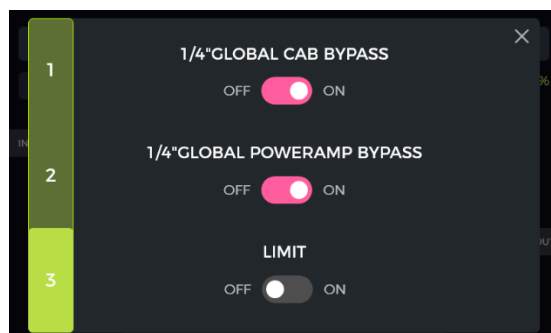 1
1/4"GLOBAL CAB BYPASS
OFF ON
%
IN
2
1/4"GLOBAL POWERAMP BYPASS
OFF ON
3
LIMIT
OFF ON